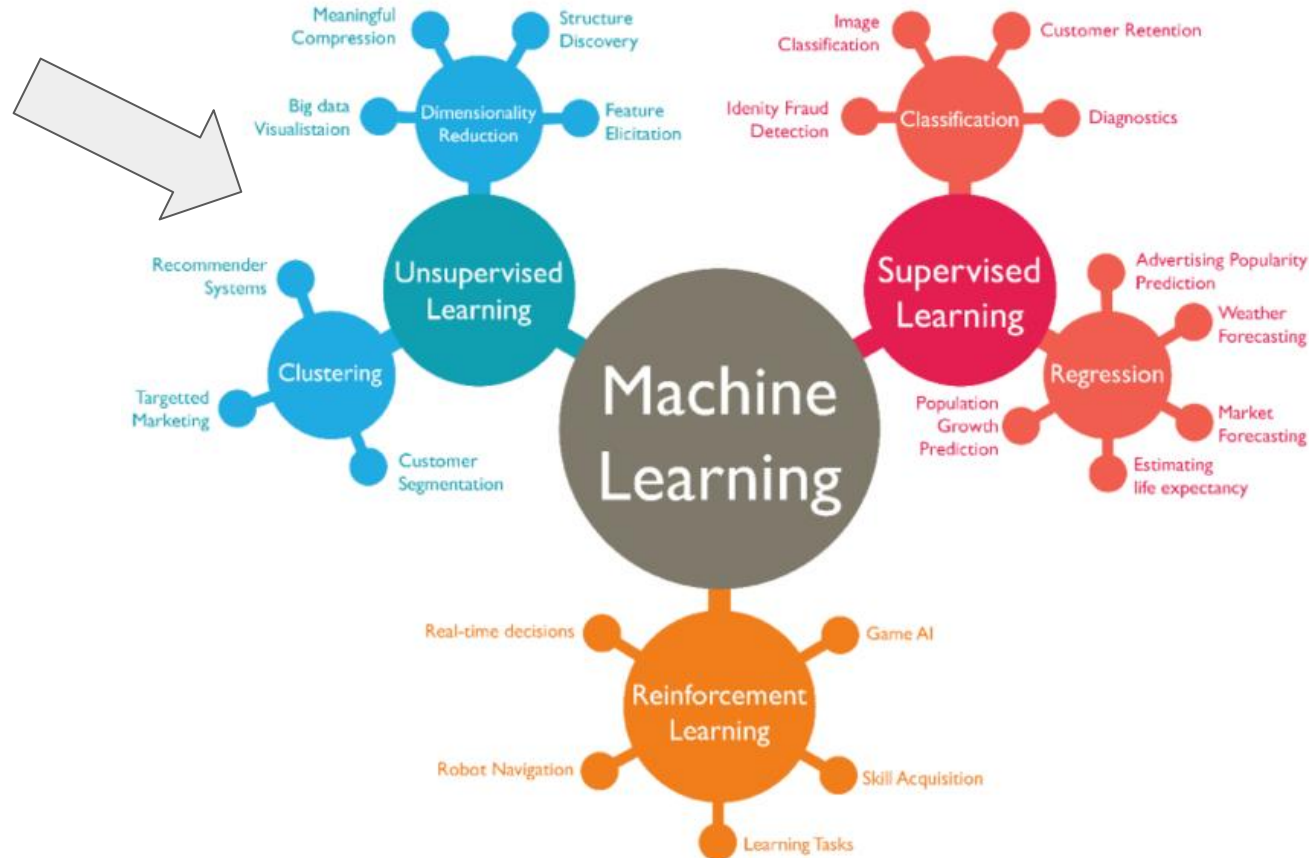 Meaningful
Compression
Structure
Discovery
Big data
Visualistaion
Dimensionality
Reduction
Feature
Elicitation
Image
Classification
Customer Retention
Idenity Fraud
Detection
Classification
Diagnostics
Recommender
Systems
Unsupervised
Learning
Clustering
Targetted
Marketing
Customer
Segmentation
Machine
Learning
Supervised
Learning
Advertising Popularity
Prediction
Weather
Forecasting
Regression
Population
Growth
Prediction
Market
Forecasting
Estimating
life expectancy
Real-time decisions
Game AI
Reinforcement
Learning
Robot Navigation
Skill Acquisition
Learning Tasks